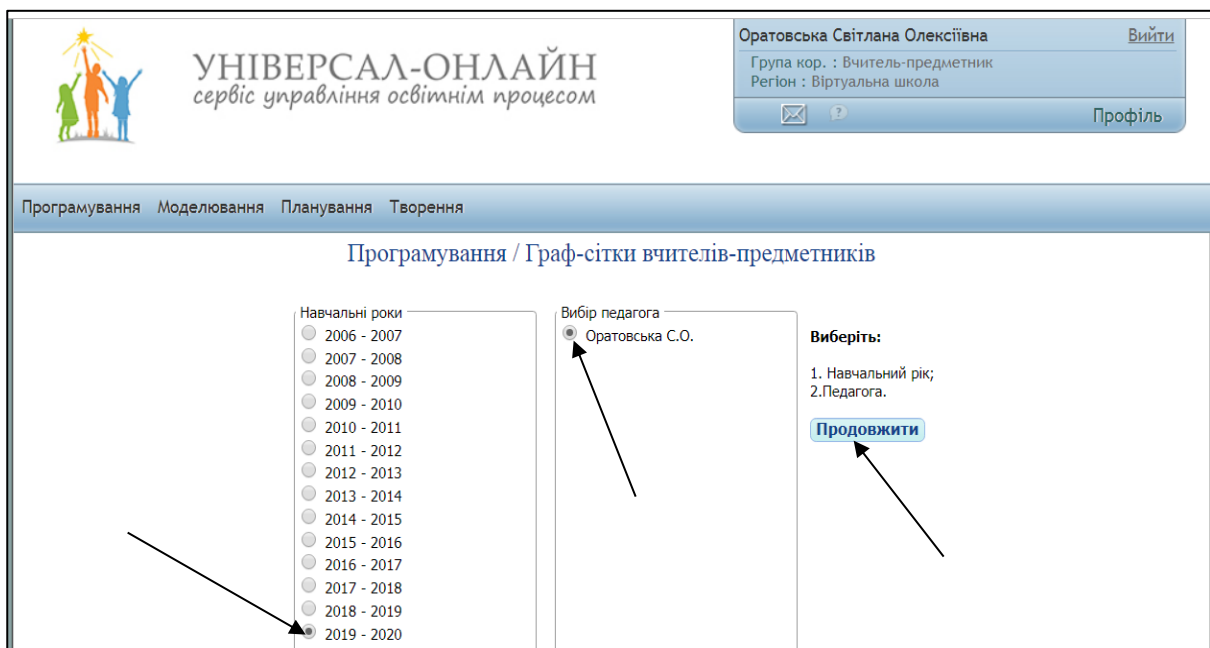 УНІВЕРСАЛ-ОНЛАЙН
сервіс управління освітнім процесом
Оратовська Світлана Олексіївна Вийти
Група кор. : Вчитель-предметник
Регіон : Віртуальна школа
? Профіль
Програмування Моделювання Планування Творення
Програмування / Граф-сітки вчителів-предметників
Навчальні роки
2006 - 2007
2007 - 2008
2008 - 2009
2009 - 2010
2010 - 2011
2011 - 2012
2012 - 2013
2013 - 2014
2014 - 2015
2015 - 2016
2016 - 2017
2017 - 2018
2018 - 2019
2019 - 2020
Вибір педагога
Оратовська С.О.
Виберіть:
1. Навчальний рік;
2.Педагога.
Продовжити